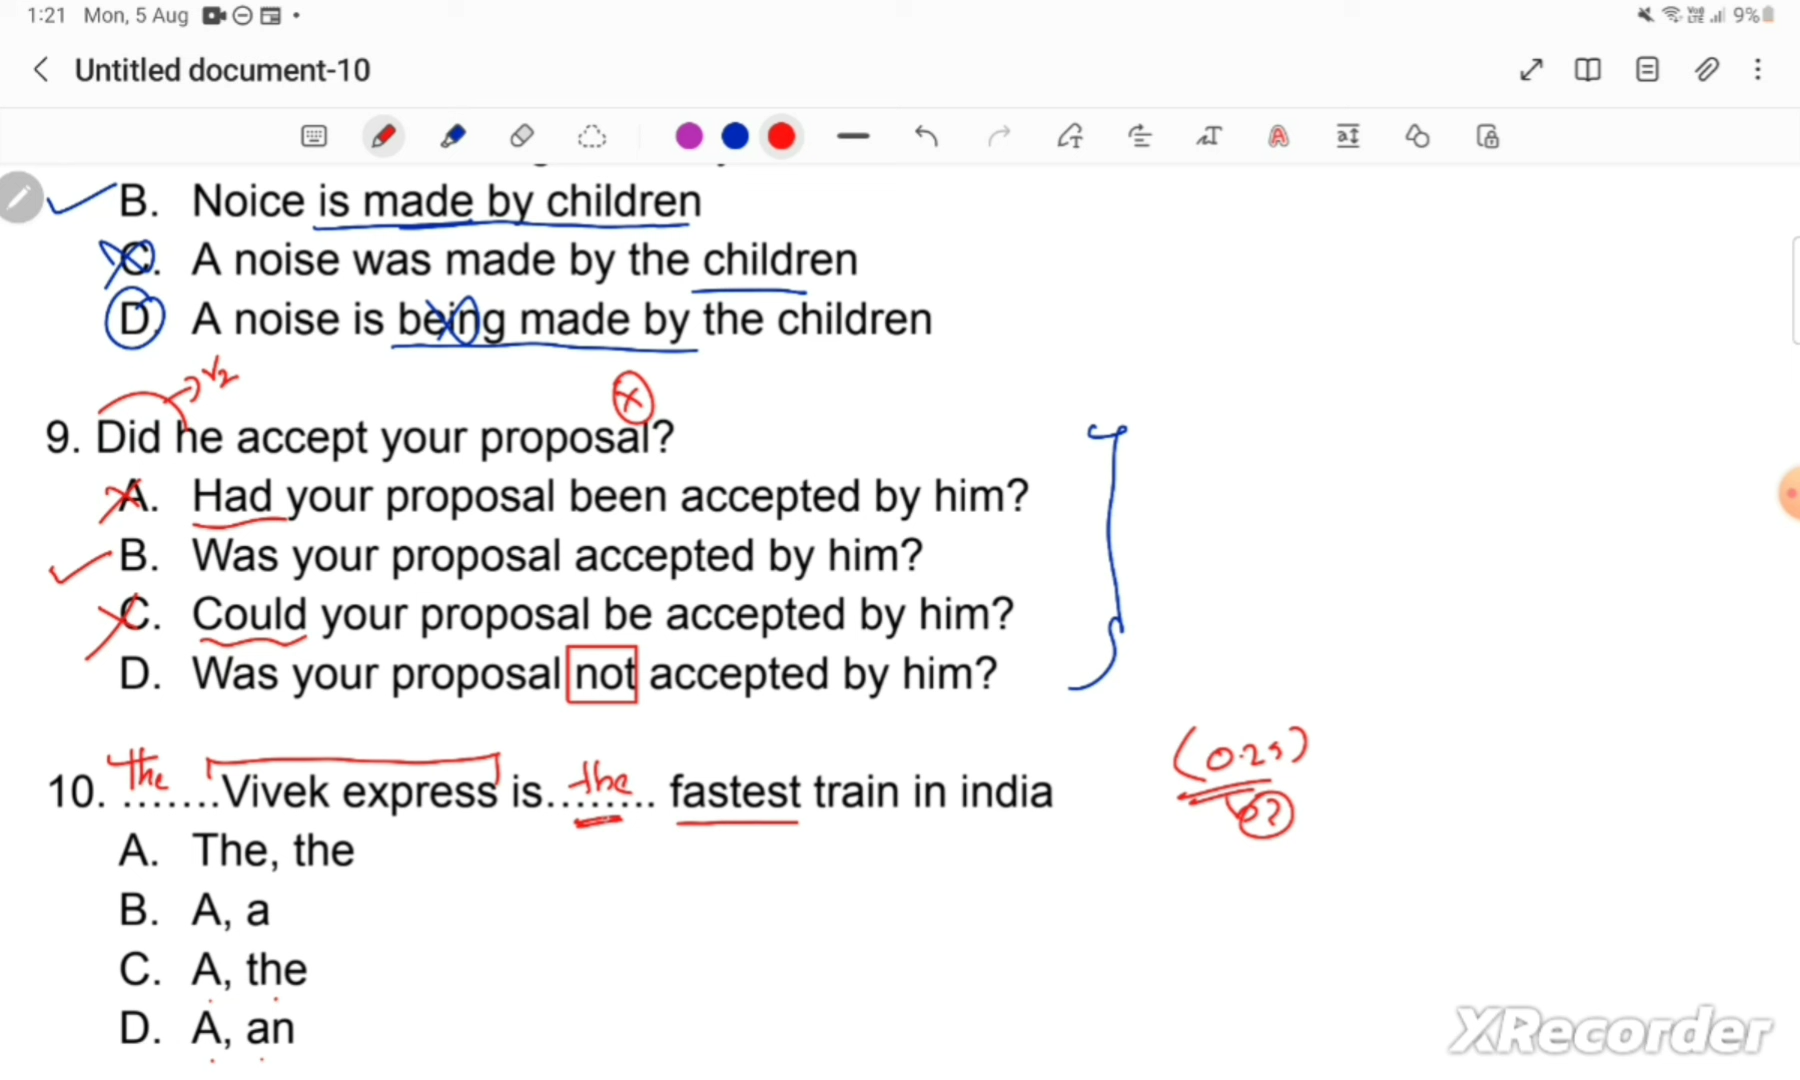 1:21 Mon, 5 Aug
9%
Untitled document-10
B. Noice is made by children
C. A noise was made by the children
D. A noise is being made by the children
V2
9. Did he accept your proposal?
A. Had your proposal been accepted by him?
B. Was your proposal accepted by him?
C. Could your proposal be accepted by him?
D. Was your proposal not accepted by him?
the the
10. .......Vivek express is........ fastest train in india
(0.25)
A. The, the
B. A, a
C. A, the
D. A, an
XRecorder